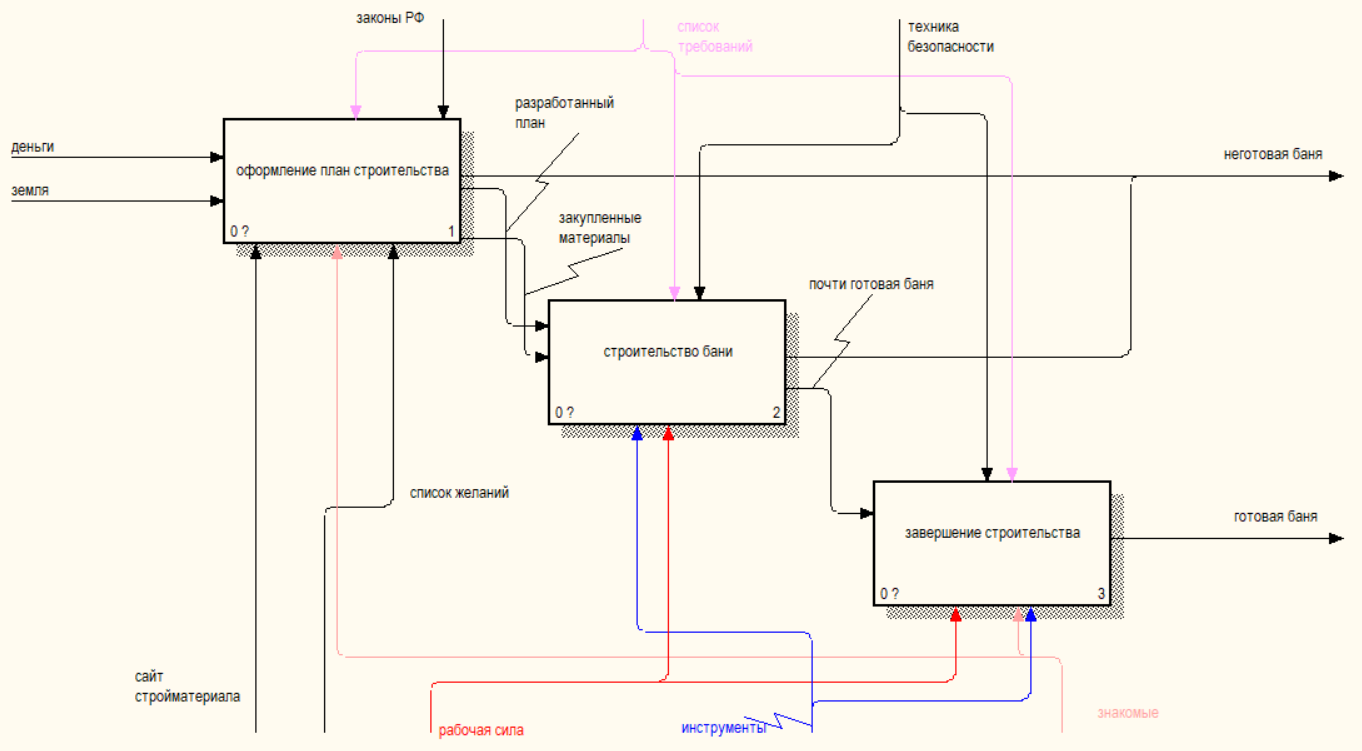 законы РФ
список
требований
техника
безопасности
разработанный
план
деньги
неготовая баня
оформление план строительства
земля
закупленные
материалы
0 ?
1
почти готовая баня
строительство бани
0 ?
2
список желаний
готовая баня
завершение строительства
0 ?
3
сайт
стройматериала
рабочая сила
инструменты
знакомые